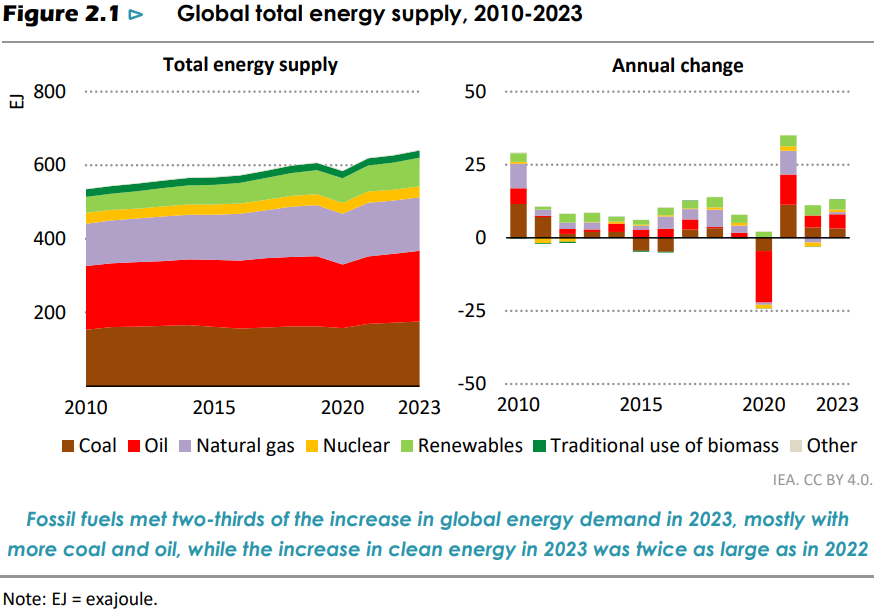 Figure 2.1 ▷ Global total energy supply, 2010-2023
Total energy supply
EJ
800
600
400
200
2010
2015
2020
2023
Annual change
50
25
0
-25
-50
2010
2015
2020
2023
Coal Oil Natural gas Nuclear Renewables Traditional use of biomass Other
IEA. CC BY 4.0.
Fossil fuels met two-thirds of the increase in global energy demand in 2023, mostly with
more coal and oil, while the increase in clean energy in 2023 was twice as large as in 2022
Note: EJ = exajoule.